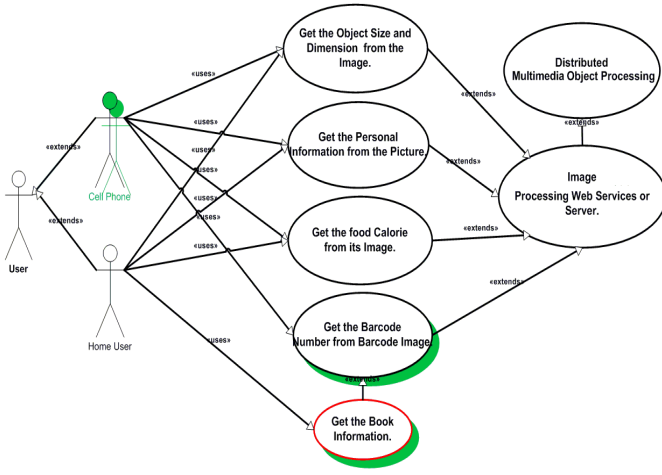 Get the Object Size and
Dimension from the
Image.
Distributed
Multimedia Object Processing
«uses»
«extends»
«extends»
«uses»
Get the Personal
Information from the Picture.
«extends»
«extends»
Cell Phone
«uses»
Image
Processing Web Services or
Server.
«uses»
«extends»
«uses»
Get the food Calorie
from its Image.
«extends»
«uses»
User
«extends»
Home User
Get the Barcode
Number from Barcode Image.
«uses»
«extends»
Get the Book
Information.